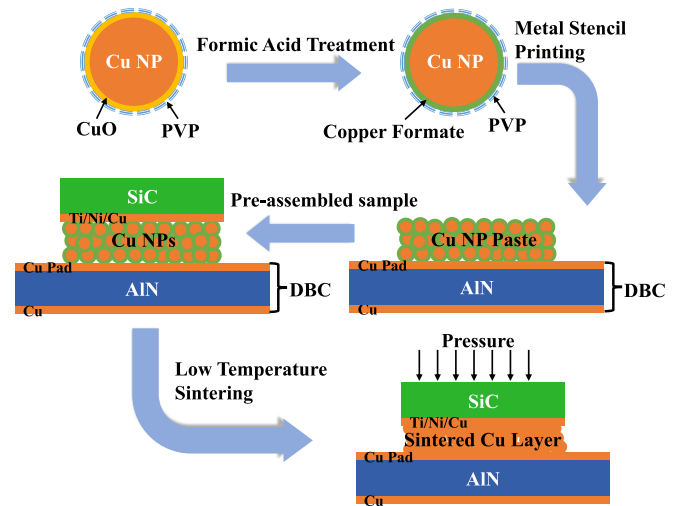 Cu NP
CuO
PVP
Formic Acid Treatment
Cu NP
Copper Formate
PVP
Metal Stencil
Printing
Cu NP Paste
Cu Pad
AlN
Cu
DBC
Pre-assembled sample
SiC
Ti/Ni/Cu
Cu NPs
Cu Pad
AlN
Cu
DBC
Low Temperature
Sintering
Pressure
SiC
Ti/Ni/Cu
Sintered Cu Layer
Cu Pad
AlN
Cu